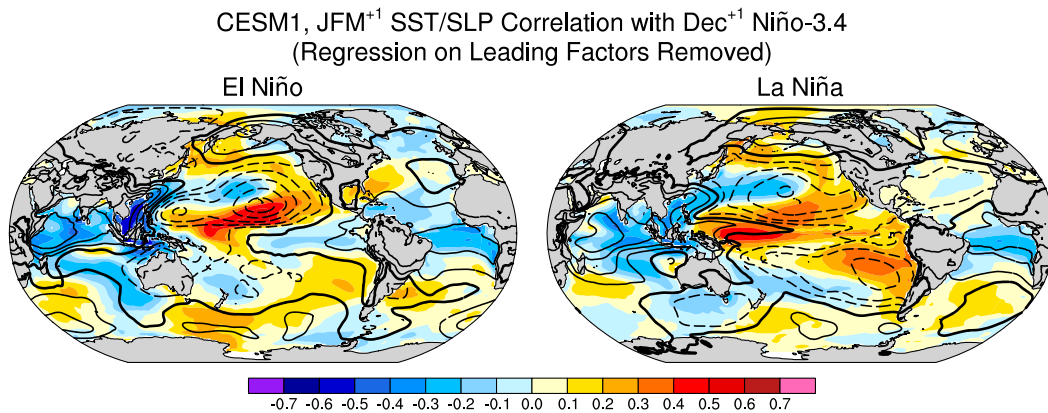 CESM1, JFM+1 SST/SLP Correlation with Dec+1 Niño-3.4
(Regression on Leading Factors Removed)
El Niño
La Niña
-0.7 -0.6 -0.5 -0.4 -0.3 -0.2 -0.1 0.0 0.1 0.2 0.3 0.4 0.5 0.6 0.7